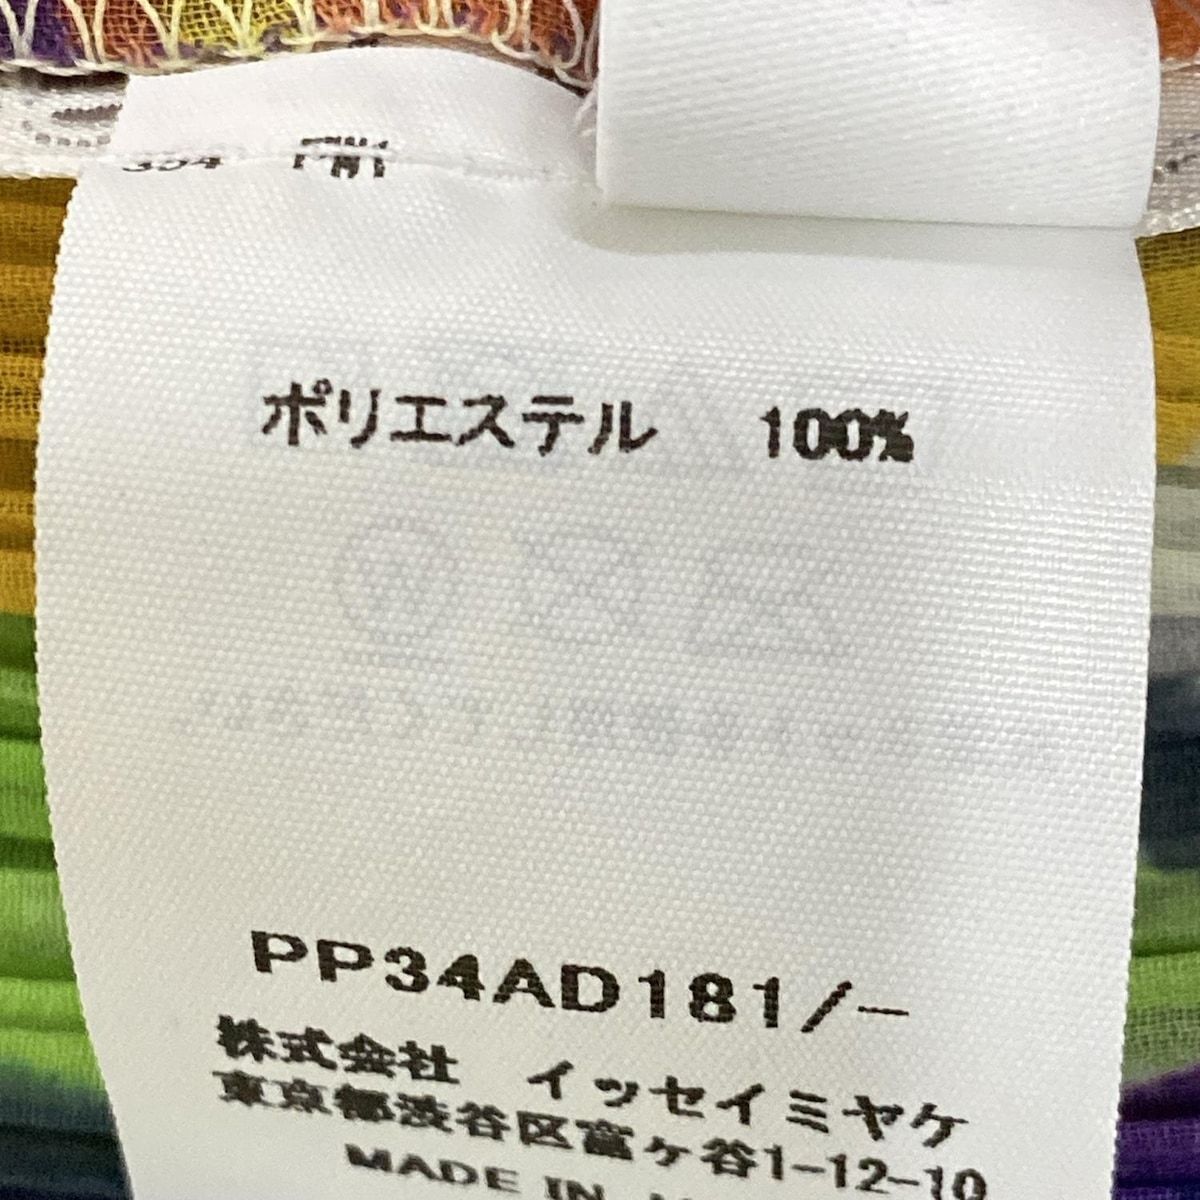 ポリエステル 100%
PP34AD181/-
株式会社 イッセイミヤケ
東京都渋谷区富ヶ谷1-12-10
MADE IN